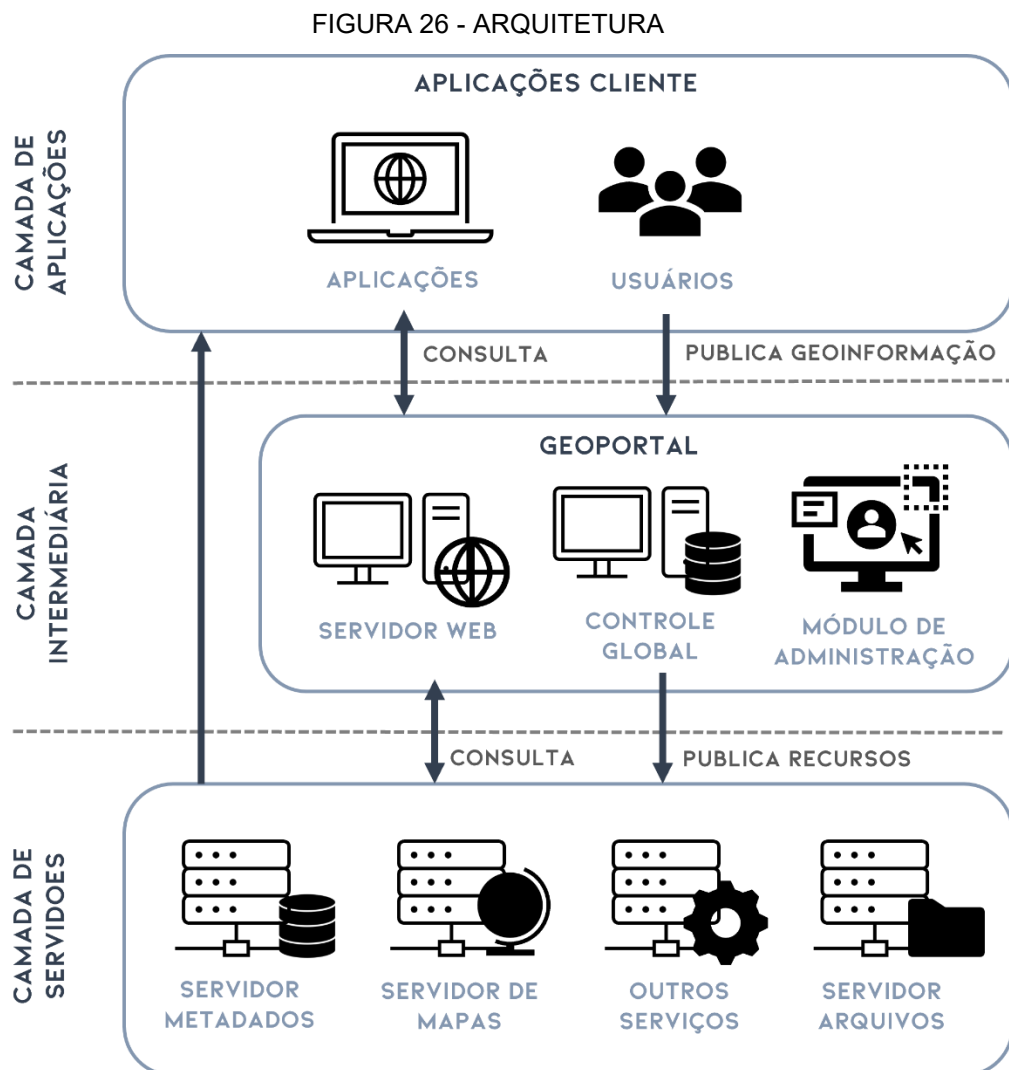 FIGURA 26 - ARQUITETURA
CAMADA DE
APLICAÇÕES
APLICAÇÕES CLIENTE
APLICAÇÕES
USUÁRIOS
CONSULTA
PUBLICA GEOINFORMAÇÃO
CAMADA
INTERMEDIÁRIA
GEOPORTAL
SERVIDOR WEB
CONTROLE
GLOBAL
MÓDULO DE
ADMINISTRAÇÃO
CONSULTA
PUBLICA RECURSOS
CAMADA DE
SERVIDOES
SERVIDOR
METADADOS
SERVIDOR DE
MAPAS
OUTROS
SERVIÇOS
SERVIDOR
ARQUIVOS